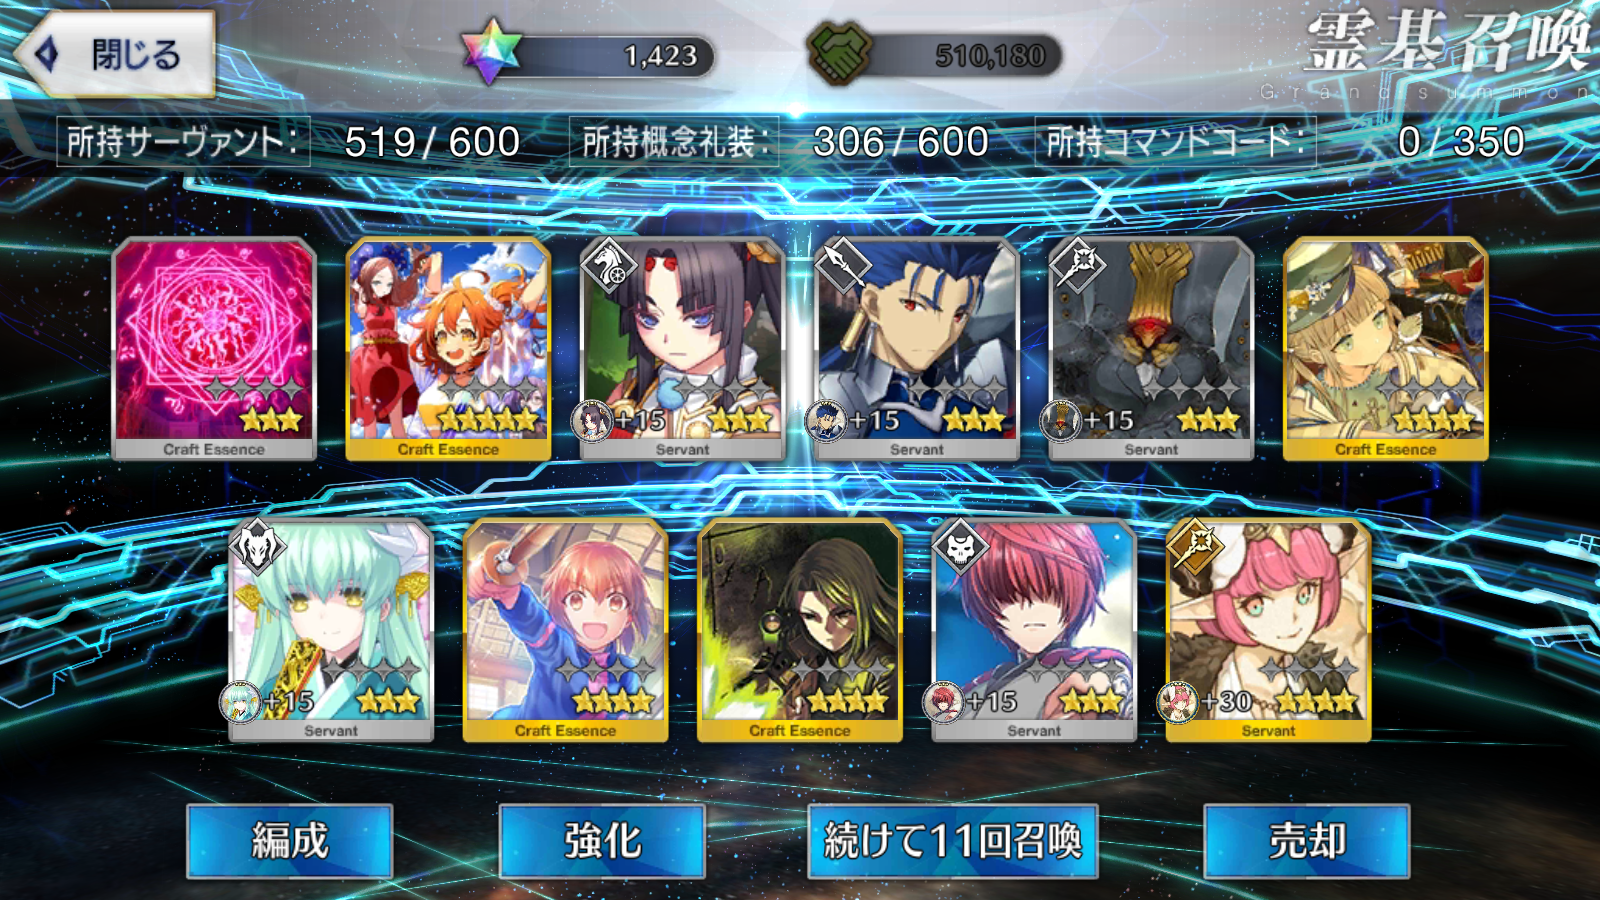 閉じる
1,423
510,180
霊基召喚
Grand summon
所持サーヴァント: 519 / 600
所持概念礼装: 306 / 600
所持コマンドコード: 0 / 350
+15
+15
+15
Craft Essence
Craft Essence
Servant
Servant
Servant
Craft Essence
+15
+15
+30
Servant
Craft Essence
Craft Essence
Servant
Servant
編成
強化
続けて11回召喚
売却